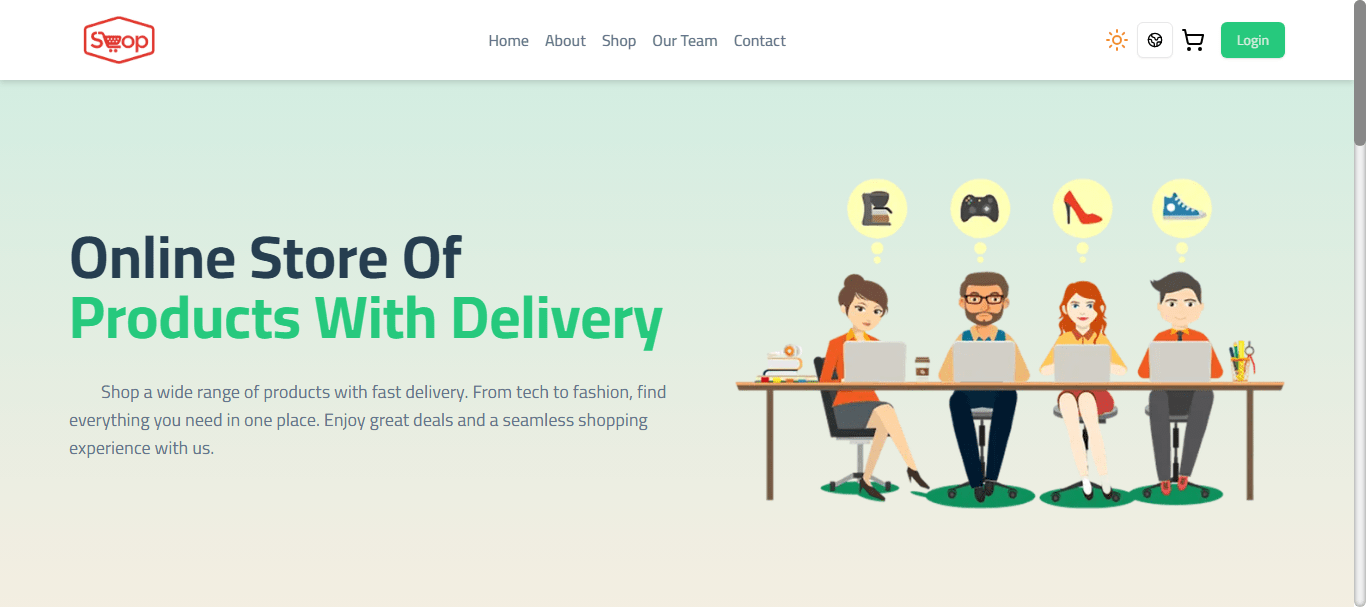 Shop
Home About Shop Our Team Contact
Login
Online Store Of
Products With Delivery
Shop a wide range of products with fast delivery. From tech to fashion, find
everything you need in one place. Enjoy great deals and a seamless shopping
experience with us.